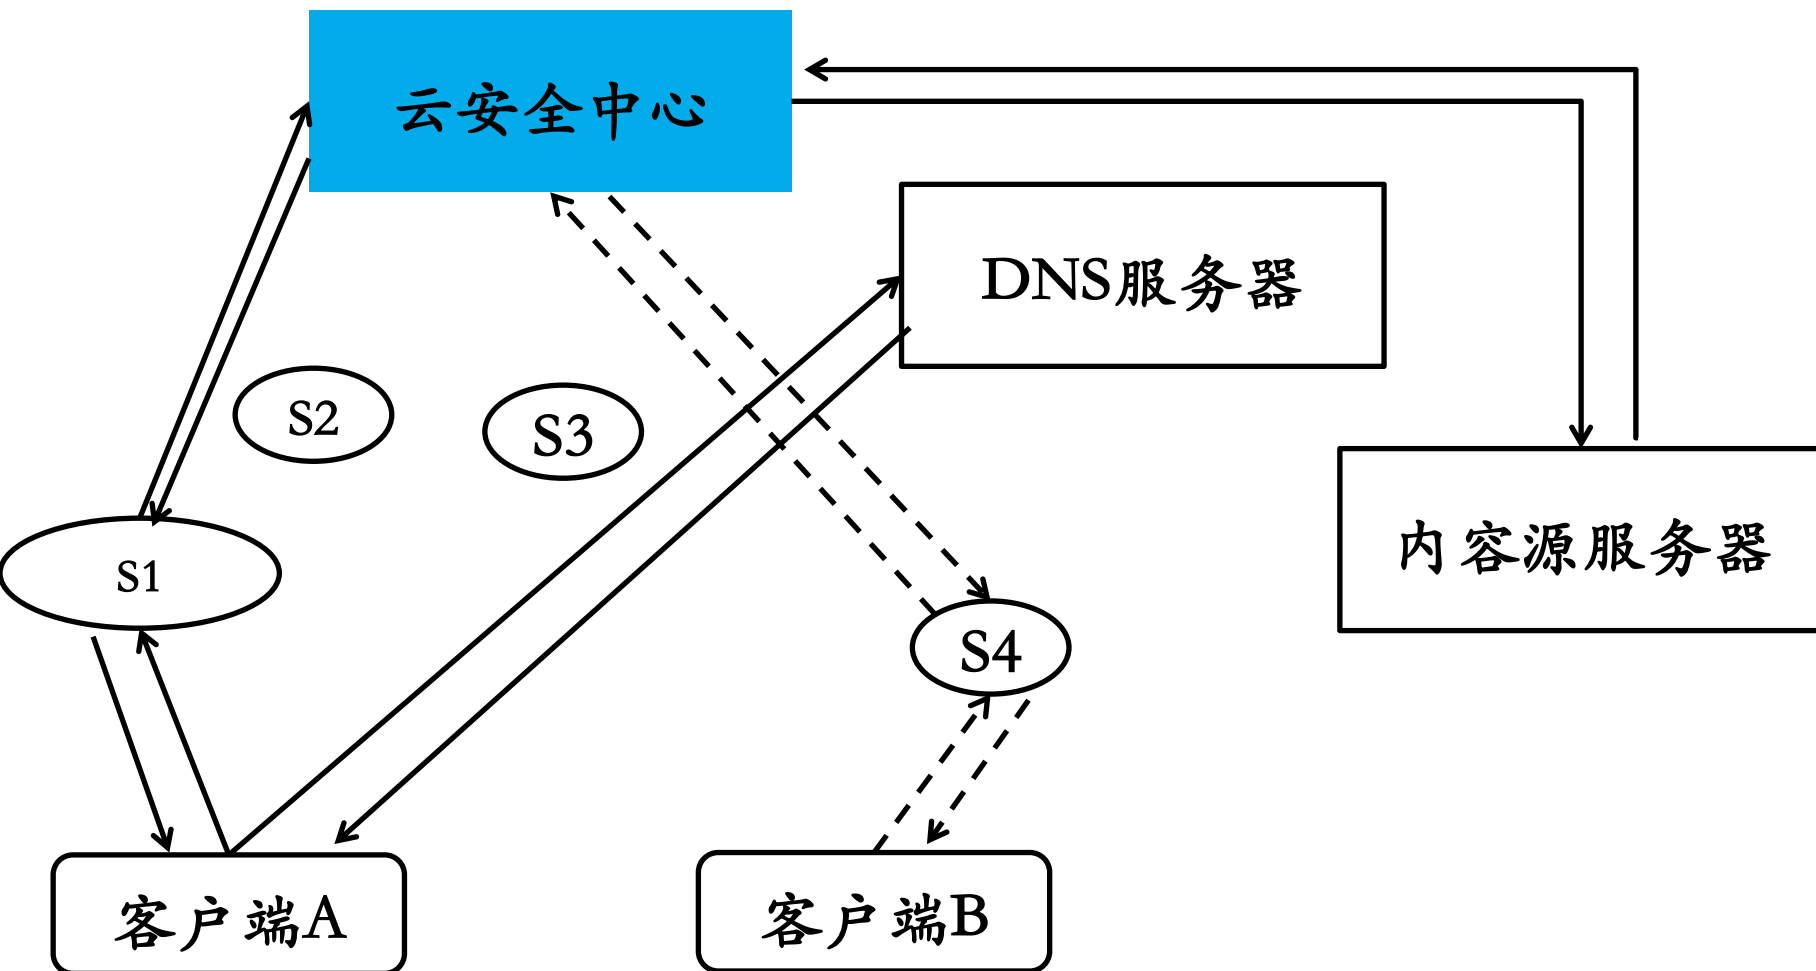 云安全中心
DNS服务器
S2
S3
内容源服务器
S1
S4
客户端A
客户端B